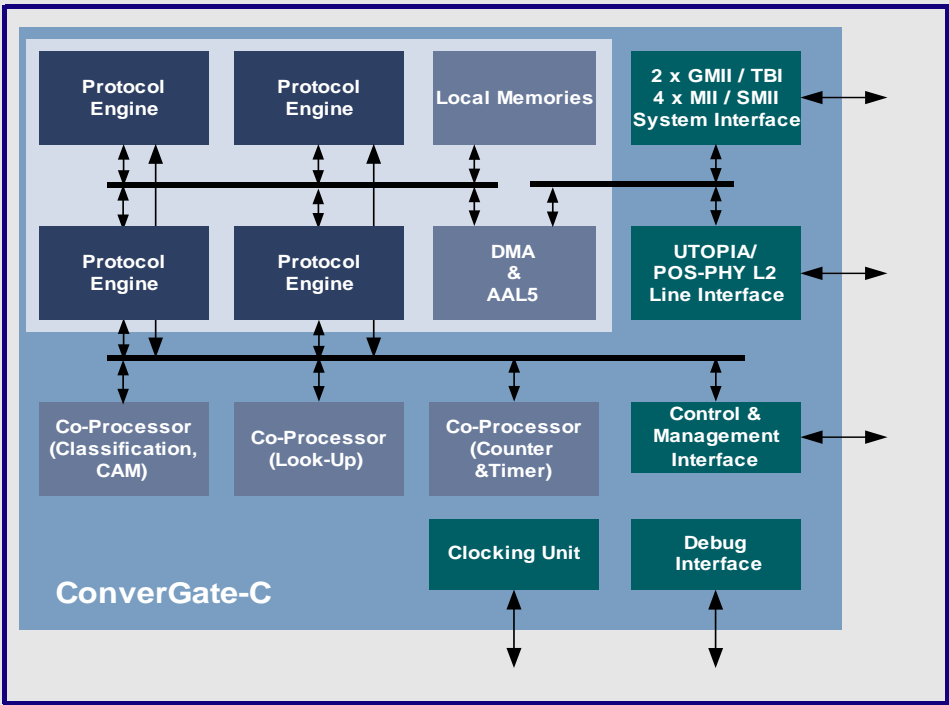 Protocol
Engine
Protocol
Engine
Local Memories
2 x GMII / TBI
4 x MII / SMII
System Interface
Protocol
Engine
Protocol
Engine
DMA
&
AAL5
UTOPIA/
POS-PHY L2
Line Interface
Co-Processor
(Classification,
CAM)
Co-Processor
(Look-Up)
Co-Processor
(Counter
&Timer)
Control &
Management
Interface
Clocking Unit
Debug
Interface
ConverGate-C